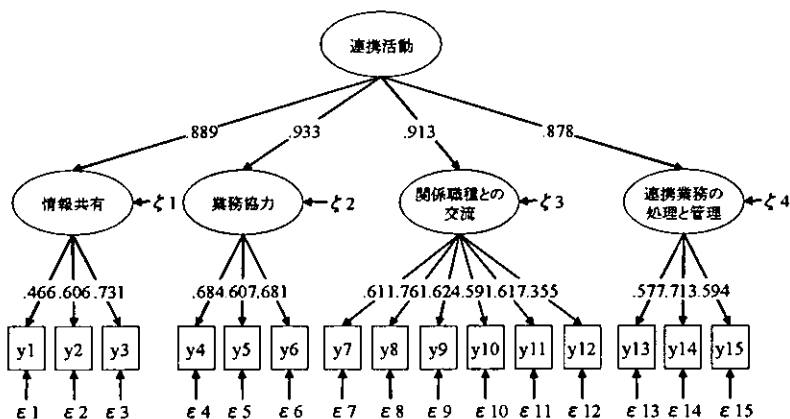 連携活動
.889 .933 .913 .878
情報共有 ζ1 業務協力 ζ2 関係職種との ζ3 連携業務の ζ4
交流 処理と管理
.466 .606 .731 .684 .607 .681 .611 .761 .624 .591 .617 .355 .577 .713 .594
y1 y2 y3 y4 y5 y6 y7 y8 y9 y10 y11 y12 y13 y14 y15
ε1 ε2 ε3 ε4 ε5 ε6 ε7 ε8 ε9 ε10 ε11 ε12 ε13 ε14 ε15